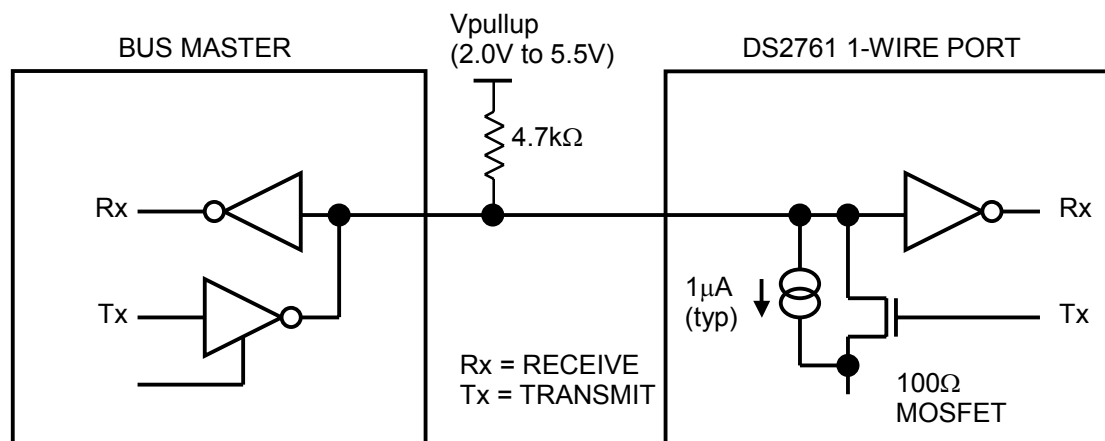 Vpullup
(2.0V to 5.5V)
BUS MASTER
DS2761 1-WIRE PORT
4.7kΩ
Rx
Rx
1μA
(typ)
Tx
Tx
Rx = RECEIVE
Tx = TRANSMIT
100Ω
MOSFET